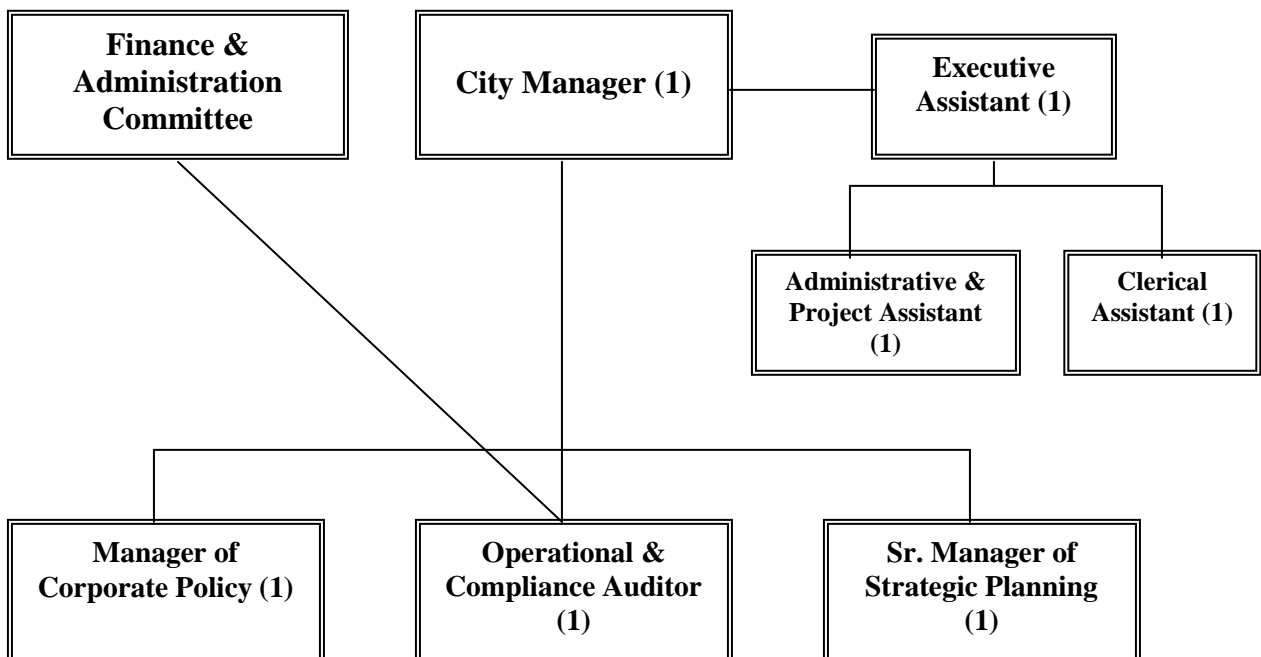 Finance &
Administration
Committee
City Manager (1)
Executive
Assistant (1)
Administrative &
Project Assistant
(1)
Clerical
Assistant (1)
Manager of
Corporate Policy (1)
Operational &
Compliance Auditor
(1)
Sr. Manager of
Strategic Planning
(1)